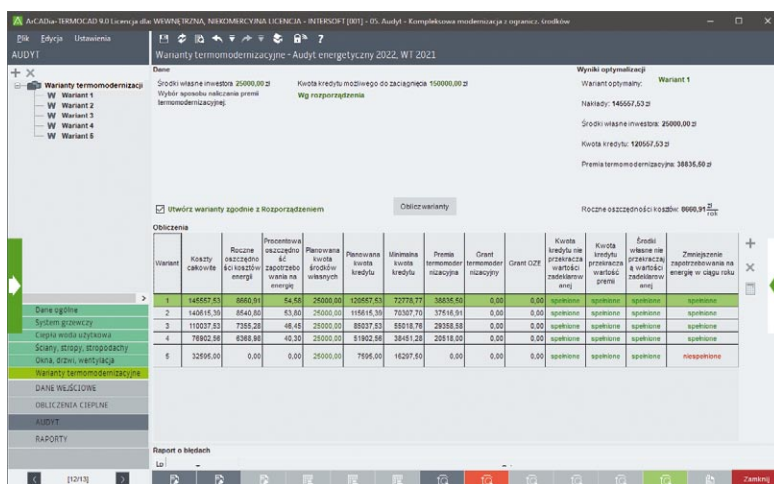 ArCADia-TERMOCAD 9.0 Licencja dla: WEWNĘTRZNA, NIEKOMERCYJNA LICENCJA - INTERSOFT [001] - 05. Audyt - Kompleksowa modernizacja z ogranicz. środków
Plik Edycja Ustawienia
AUDYT
Warianty termomodernizacyjne - Audyt energetyczny 2022, WT 2021
Warianty termomodernizacji
W Wariant 1
W Wariant 2
W Wariant 3
W Wariant 4
W Wariant 5
Dane
Środki własne inwestora 25000,00 zł
Kwota kredytu możliwego do zaciągnięcia 150000,00 zł
Wybór sposobu naliczania premii termomodernizacyjnej:
Wg rozporządzenia
Wyniki optymalizacji
Wariant optymalny: Wariant 1
Nakłady: 145557,53 zł
Środki własne inwestora: 25000,00 zł
Kwota kredytu: 120557,53 zł
Premia termomodernizacyjna: 38835,50 zł
Utwórz warianty zgodnie z Rozporządzeniem
Oblicz warianty
Roczne oszczędności kosztów: 8660,91 zł/rok
Obliczenia
Wariant Koszty całkowite Roczne oszczędności kosztów energii Procentowa oszczędność zapotrzebowania na energię Planowana kwota środków własnych Planowana kwota kredytu Minimalna kwota kredytu Premia termomodernizacyjna Grant termomodernizacyjny Grant OZE Kwota kredytu nie przekracza wartości zadeklarowanej Kwota kredytu przekracza wartość premii Środki własne nie przekraczają wartości zadeklarowanej Zmniejszenie zapotrzebowania na energię w ciągu roku
1 145557,53 8660,91 54,58 25000,00 120557,53 72778,77 38835,50 0,00 0,00 spełnione spełnione spełnione spełnione
2 140615,39 8540,80 53,80 25000,00 115615,39 70307,70 37516,91 0,00 0,00 spełnione spełnione spełnione spełnione
3 110037,53 7355,28 46,45 25000,00 85037,53 55018,76 29358,58 0,00 0,00 spełnione spełnione spełnione spełnione
4 76902,56 6368,98 40,30 25000,00 51902,56 38451,28 20518,00 0,00 0,00 spełnione spełnione spełnione spełnione
5 32595,00 0,00 0,00 25000,00 7595,00 16297,50 0,00 0,00 0,00 spełnione spełnione spełnione niespełnione
Dane ogólne
System grzewczy
Ciepła woda użytkowa
Ściany, stropy, stropodachy
Okna, drzwi, wentylacja
Warianty termomodernizacyjne
DANE WEJŚCIOWE
OBLICZENIA CIEPLNE
AUDYT
RAPORTY
Raport o błędach
Lp
[12/13]
Zamknij